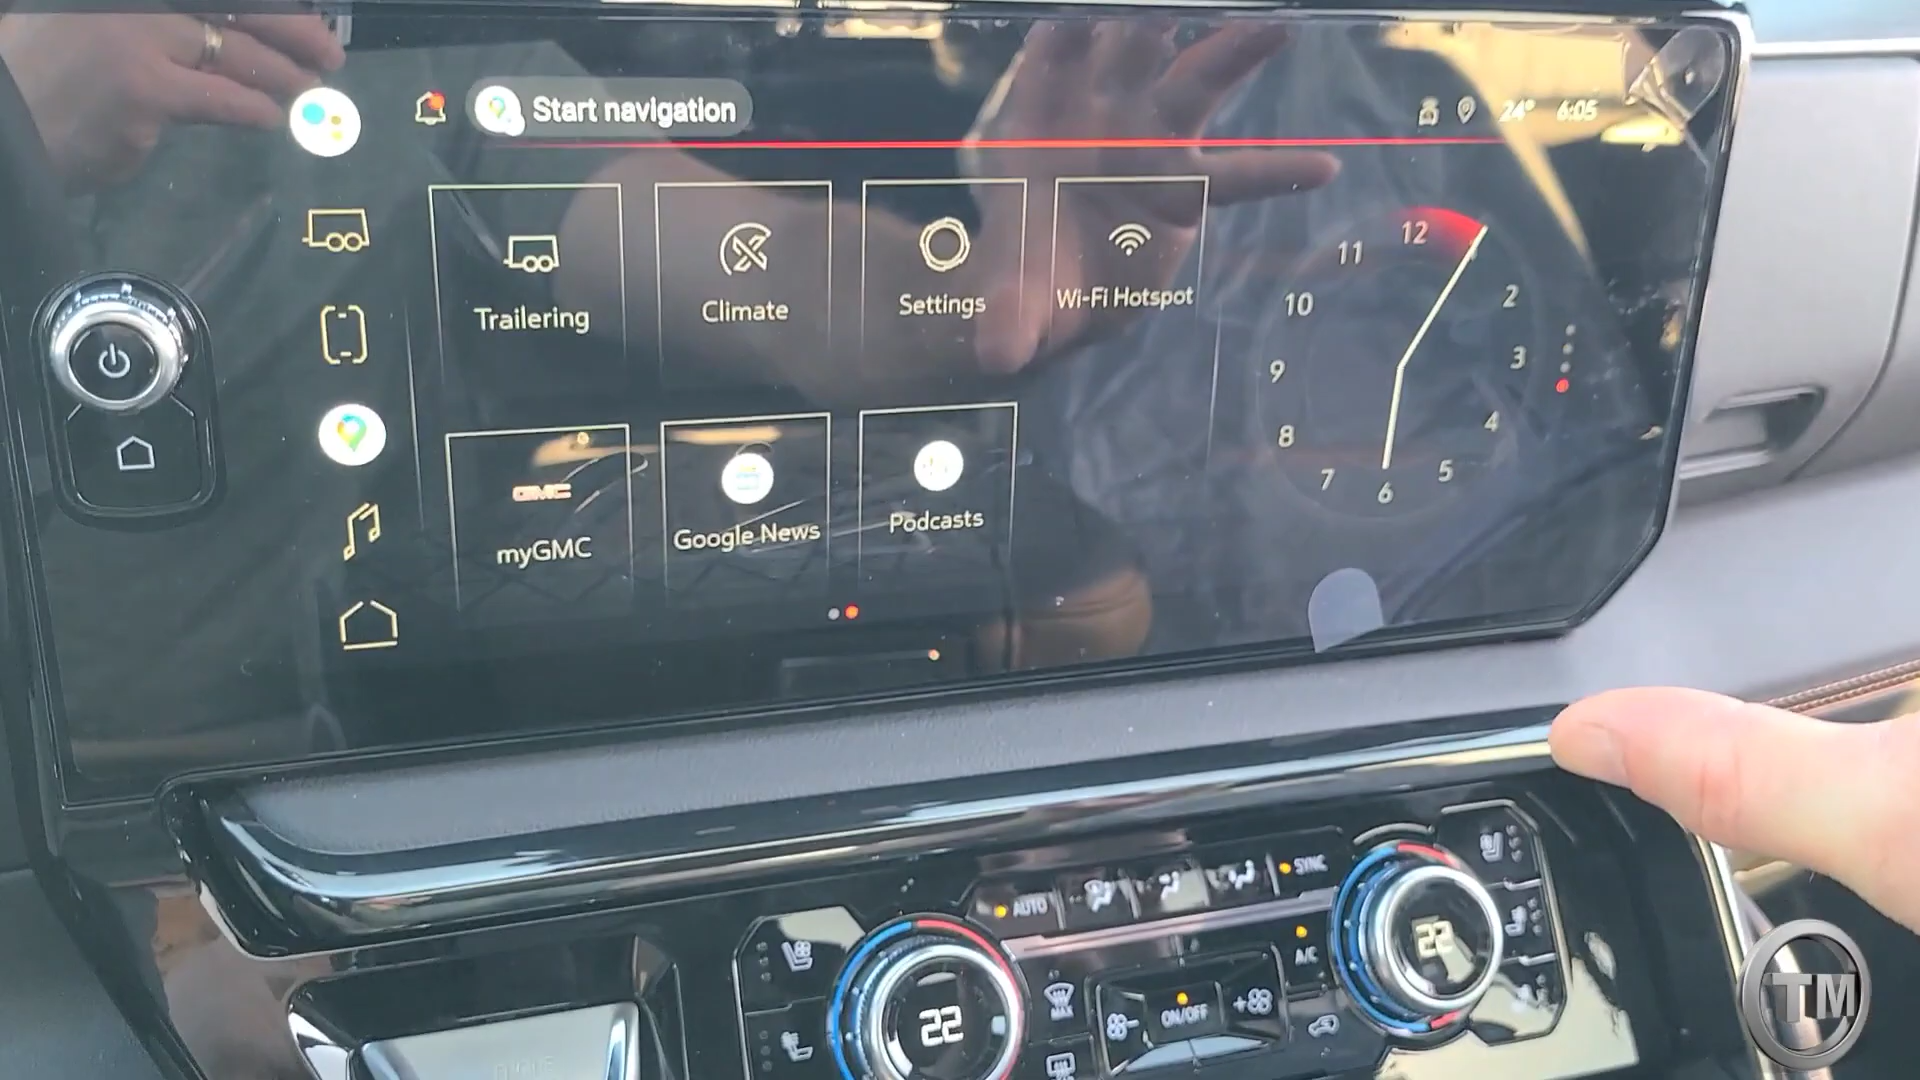 Start navigation
24° 6:05
Trailering
Climate
Settings
Wi-Fi Hotspot
GMC
myGMC
Google News
Podcasts
12
11
10
9
8
7
6
5
4
3
2
AUTO
SYNC
A/C
MAX
ON/OFF
22
22
TM